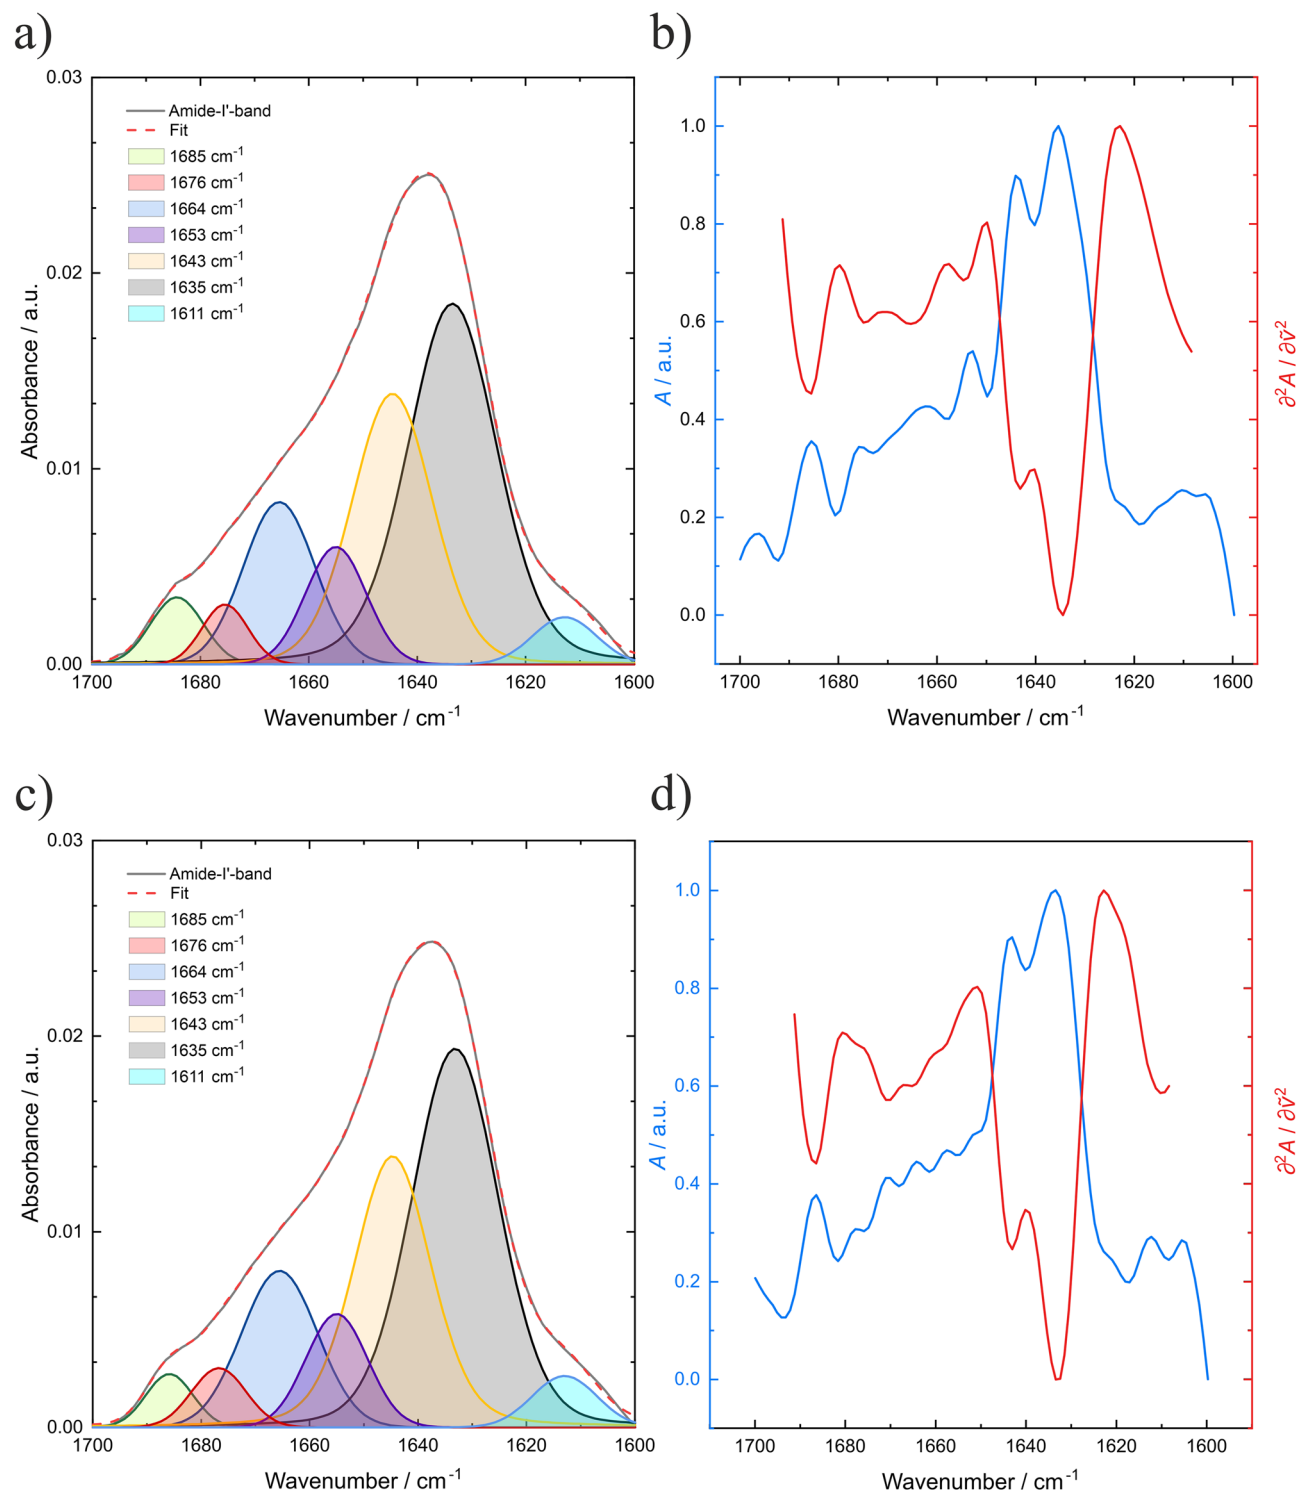 a)
0.03
0.02
0.01
0.00
Absorbance / a.u.
Amide-I'-band
Fit
1685 cm⁻¹
1676 cm⁻¹
1664 cm⁻¹
1653 cm⁻¹
1643 cm⁻¹
1635 cm⁻¹
1611 cm⁻¹
1700 1680 1660 1640 1620 1600
Wavenumber / cm⁻¹
b)
1.0
0.8
0.6
0.4
0.2
0.0
A / a.u.
∂²A / ∂ṽ²
1700 1680 1660 1640 1620 1600
Wavenumber / cm⁻¹
c)
0.03
0.02
0.01
0.00
Absorbance / a.u.
Amide-I'-band
Fit
1685 cm⁻¹
1676 cm⁻¹
1664 cm⁻¹
1653 cm⁻¹
1643 cm⁻¹
1635 cm⁻¹
1611 cm⁻¹
1700 1680 1660 1640 1620 1600
Wavenumber / cm⁻¹
d)
1.0
0.8
0.6
0.4
0.2
0.0
A / a.u.
∂²A / ∂ṽ²
1700 1680 1660 1640 1620 1600
Wavenumber / cm⁻¹